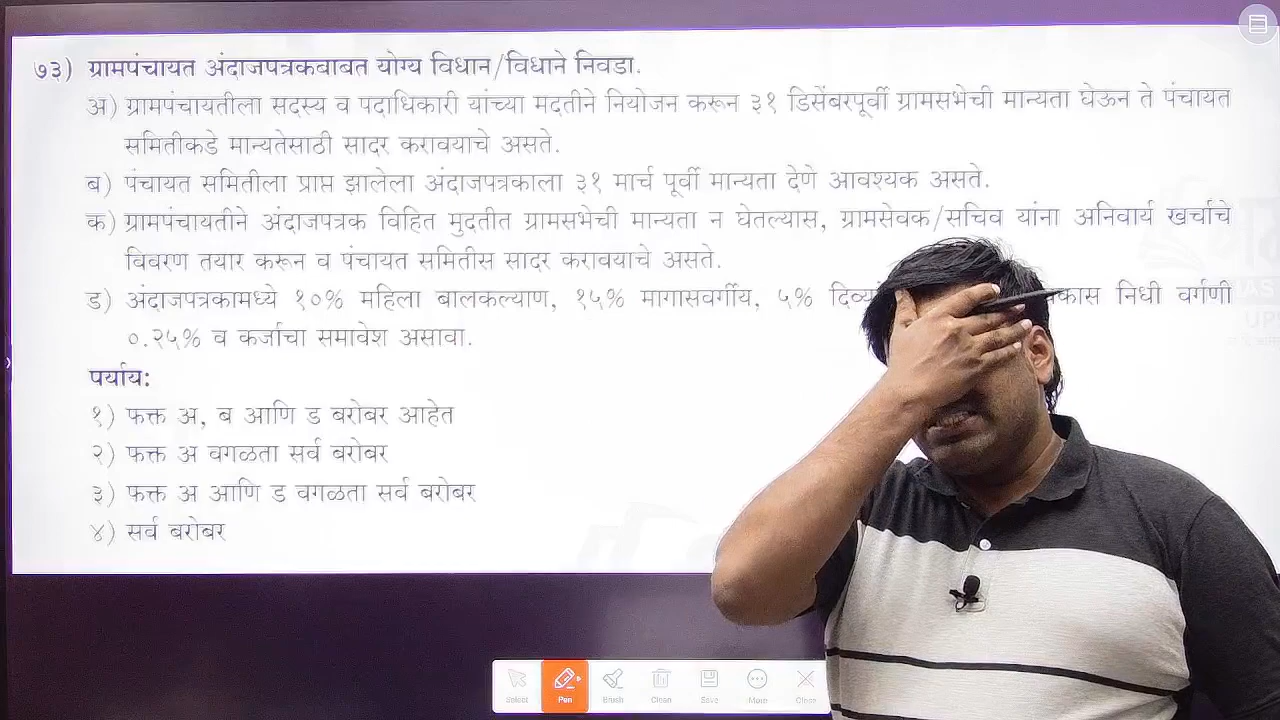 ७३) ग्रामपंचायत अंदाजपत्रकबाबत योग्य विधान/विधाने निवडा.
अ) ग्रामपंचायतीला सदस्य व पदाधिकारी यांच्या मदतीने नियोजन करून ३१ डिसेंबरपूर्वी ग्रामसभेची मान्यता घेऊन ते पंचायत
समितीकडे मान्यतेसाठी सादर करावयाचे असते.
ब) पंचायत समितीला प्राप्त झालेला अंदाजपत्रकाला ३१ मार्च पूर्वी मान्यता देणे आवश्यक असते.
क) ग्रामपंचायतीने अंदाजपत्रक विहित मुदतीत ग्रामसभेची मान्यता न घेतल्यास, ग्रामसेवक/सचिव यांना अनिवार्य खर्चाचे
विवरण तयार करून व पंचायत समितीस सादर करावयाचे असते.
ड) अंदाजपत्रकामध्ये १०% महिला बालकल्याण, १५% मागासवर्गीय, ५% निधी वर्गणी
०.२५% व कर्जाचा समावेश असावा.
पर्याय:
१) फक्त अ, ब आणि ड बरोबर आहेत
२) फक्त अ वगळता सर्व बरोबर
३) फक्त अ आणि ड वगळता सर्व बरोबर
४) सर्व बरोबर
Select Pen Brush Clean Save More Close